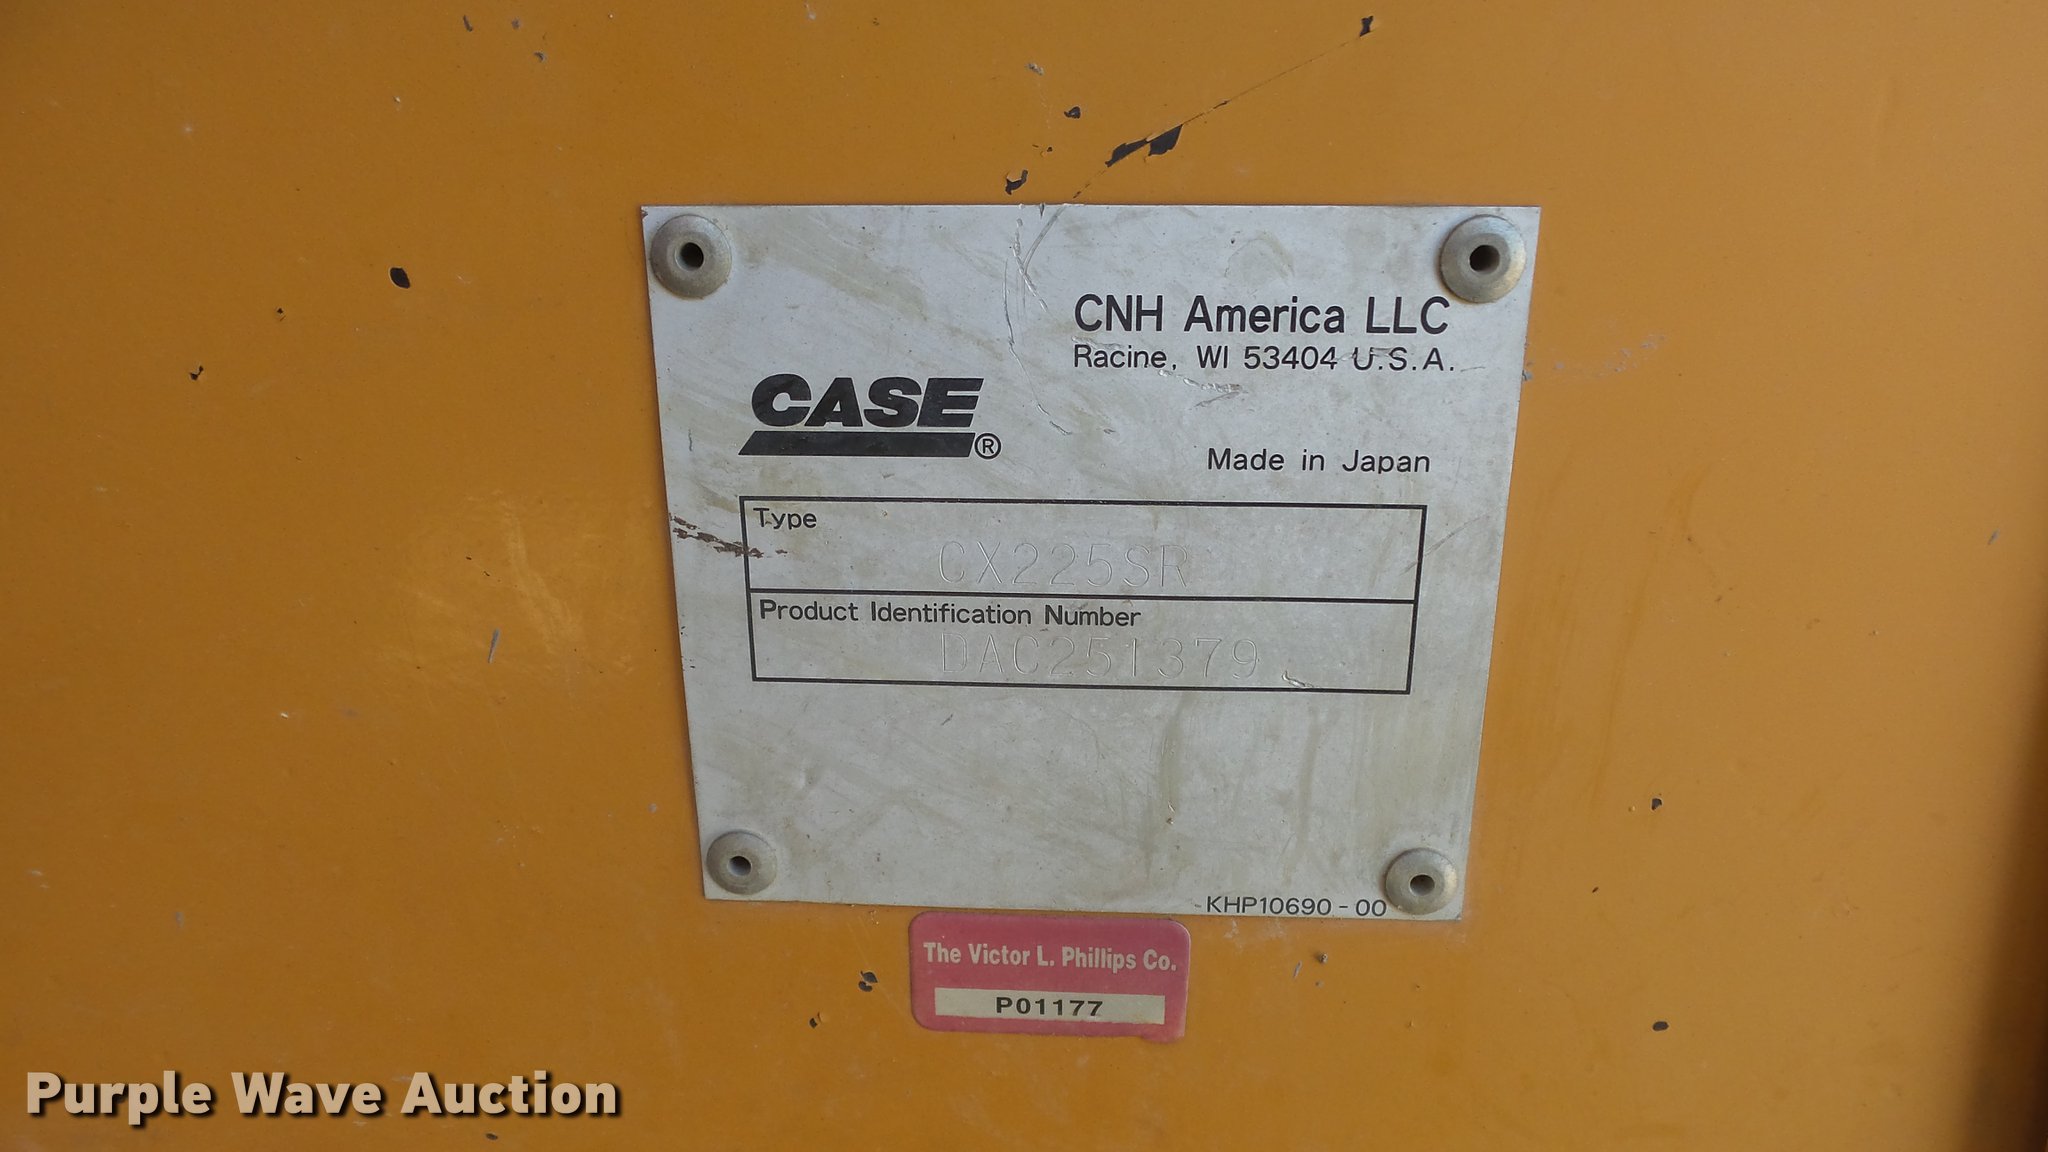 CNH America LLC
Racine, WI 53404 U.S.A.
CASE®
Made in Japan
Type
CX225SR
Product Identification Number
DAC251379
KHP10690-00
The Victor L. Phillips Co.
P01177
Purple Wave Auction